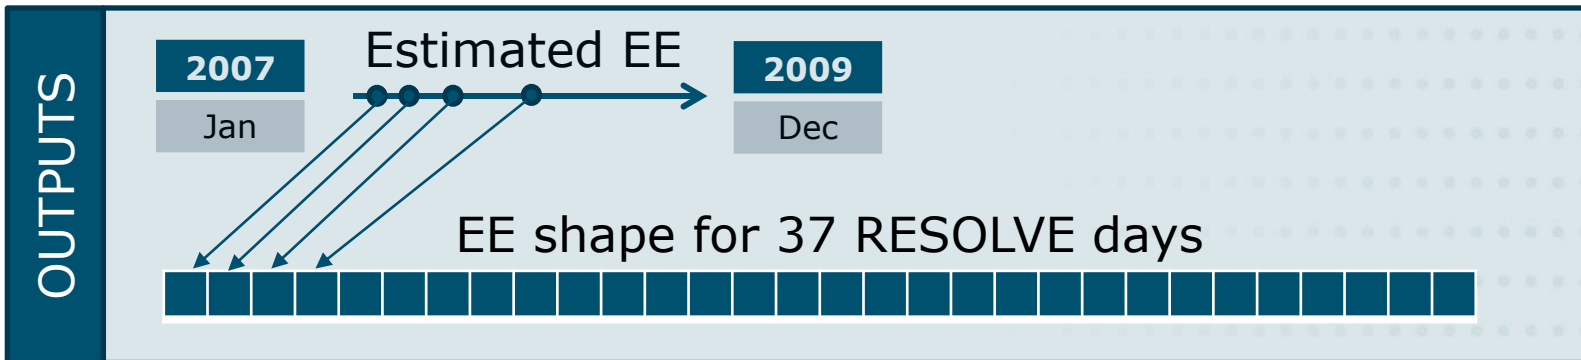 OUTPUTS
2007
Jan
Estimated EE
2009
Dec
EE shape for 37 RESOLVE days